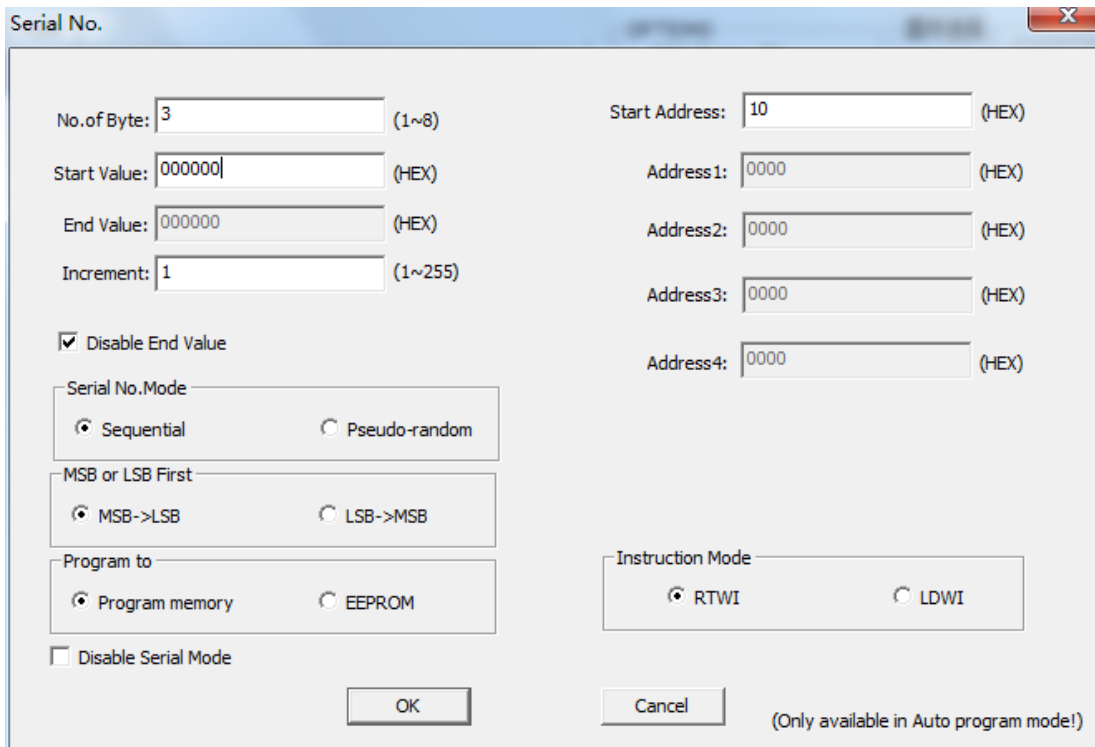 Serial No.
No.of Byte: 3 (1~8)
Start Value: 000000 (HEX)
End Value: 000000 (HEX)
Increment: 1 (1~255)
Disable End Value
Serial No.Mode
Sequential Pseudo-random
MSB or LSB First
MSB->LSB LSB->MSB
Program to
Program memory EEPROM
Disable Serial Mode
Start Address: 10 (HEX)
Address1: 0000 (HEX)
Address2: 0000 (HEX)
Address3: 0000 (HEX)
Address4: 0000 (HEX)
Instruction Mode
RTWI LDWI
OK Cancel
(Only available in Auto program mode!)